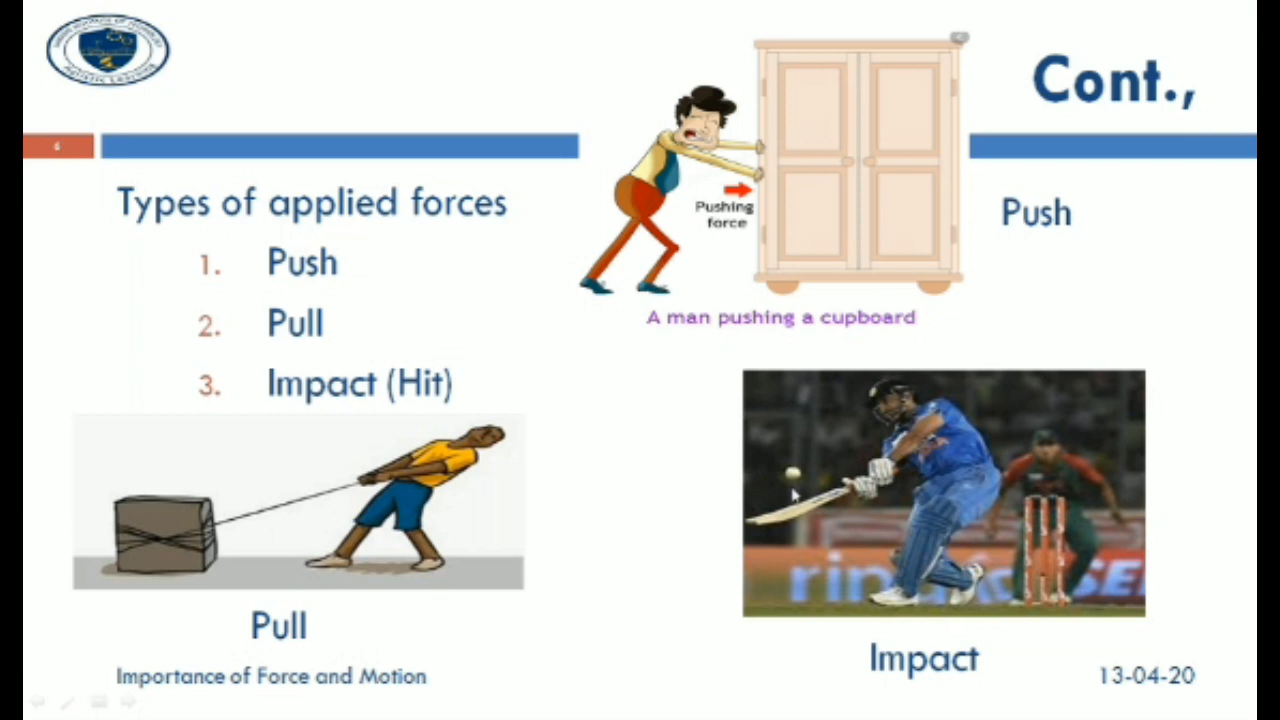 Cont.,
6
Types of applied forces
1. Push
2. Pull
3. Impact (Hit)
Pushing
force
A man pushing a cupboard
Push
Pull
Impact
Importance of Force and Motion
13-04-20